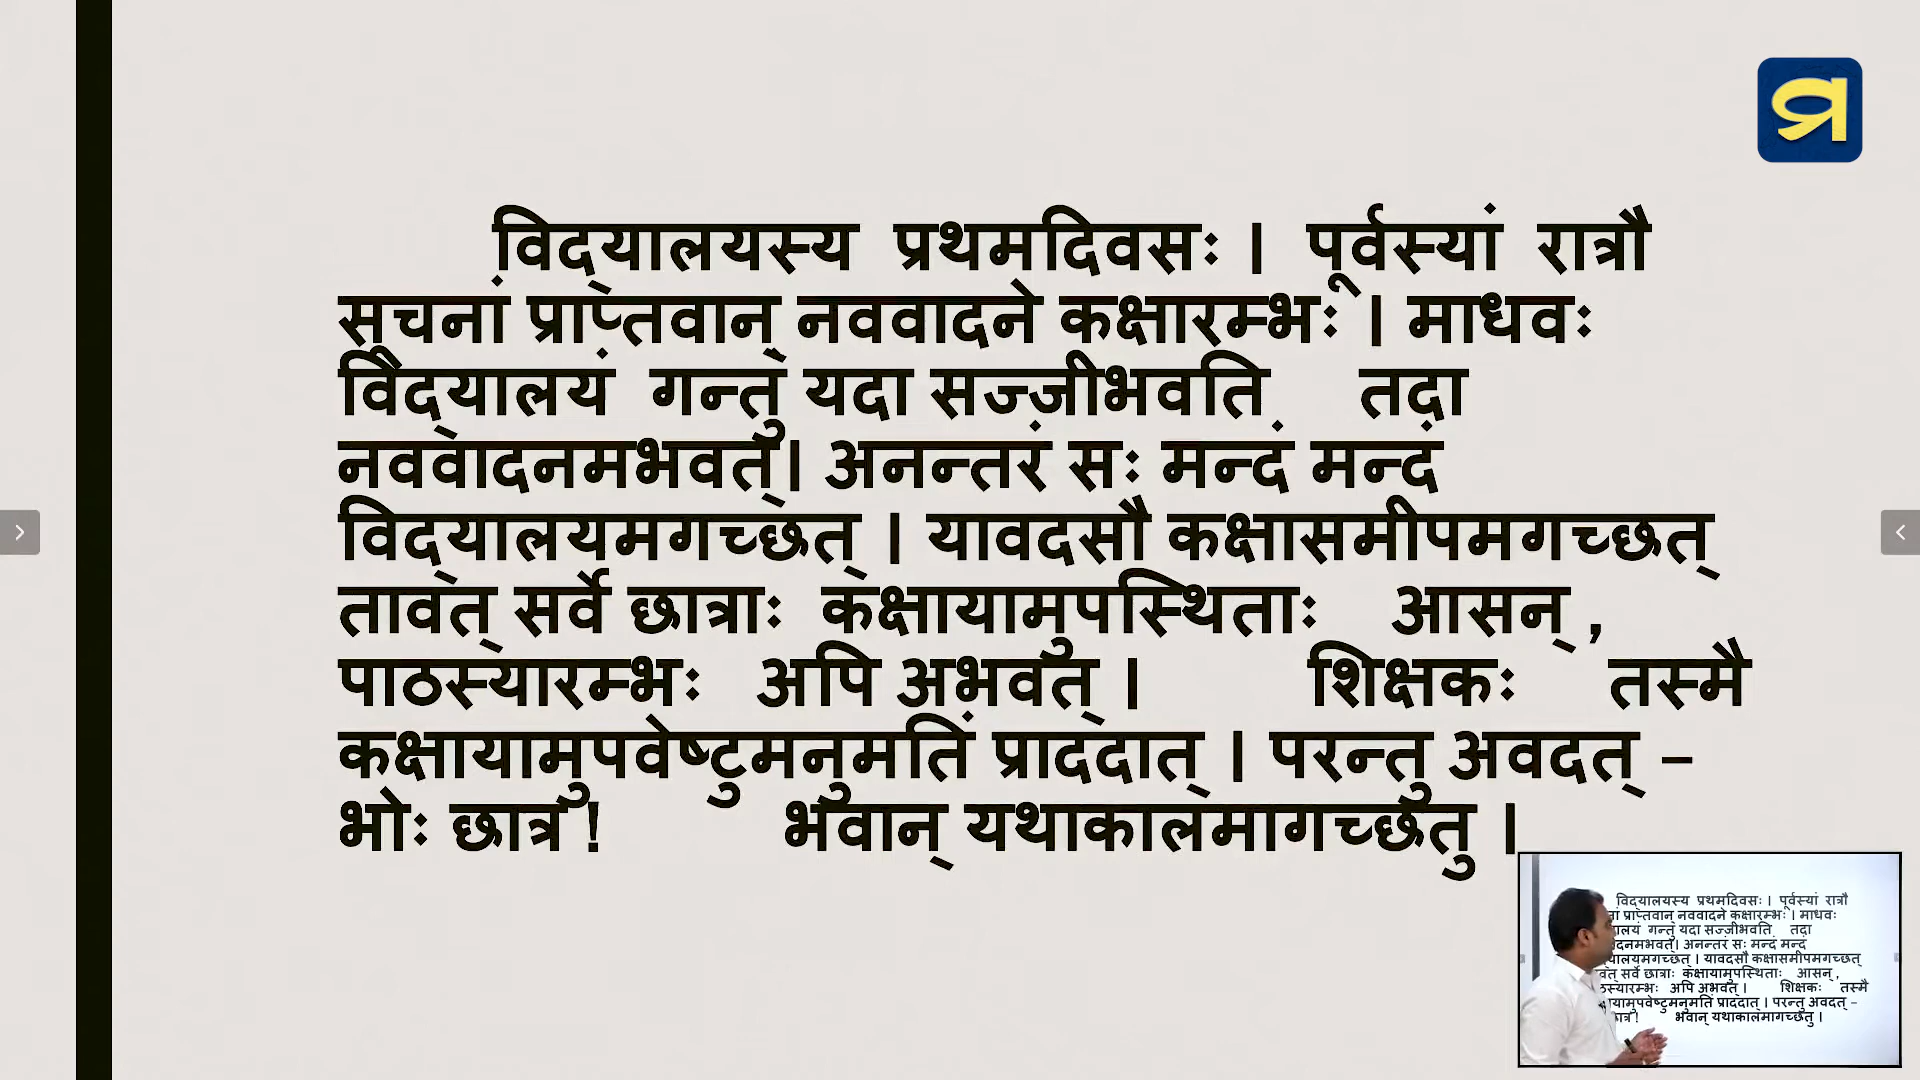 विद्यालयस्य प्रथमदिवसः । पूर्वस्यां रात्रौ
सूचनां प्राप्तवान् नववादने कक्षारम्भः । माधवः
विद्यालयं गन्तुं यदा सज्जीभवति तदा
नववादनमभवत्। अनन्तरं सः मन्दं मन्दं
विद्यालयमगच्छत् । यावदसौ कक्षासमीपमगच्छत्
तावत् सर्वे छात्राः कक्षायामुपस्थिताः आसन् ,
पाठस्यारम्भः अपि अभवत् । शिक्षकः तस्मै
कक्षायामुपवेष्टुमनुमतिं प्राददात् । परन्तु अवदत् –
भोः छात्र ! भवान् यथाकालमागच्छतु ।